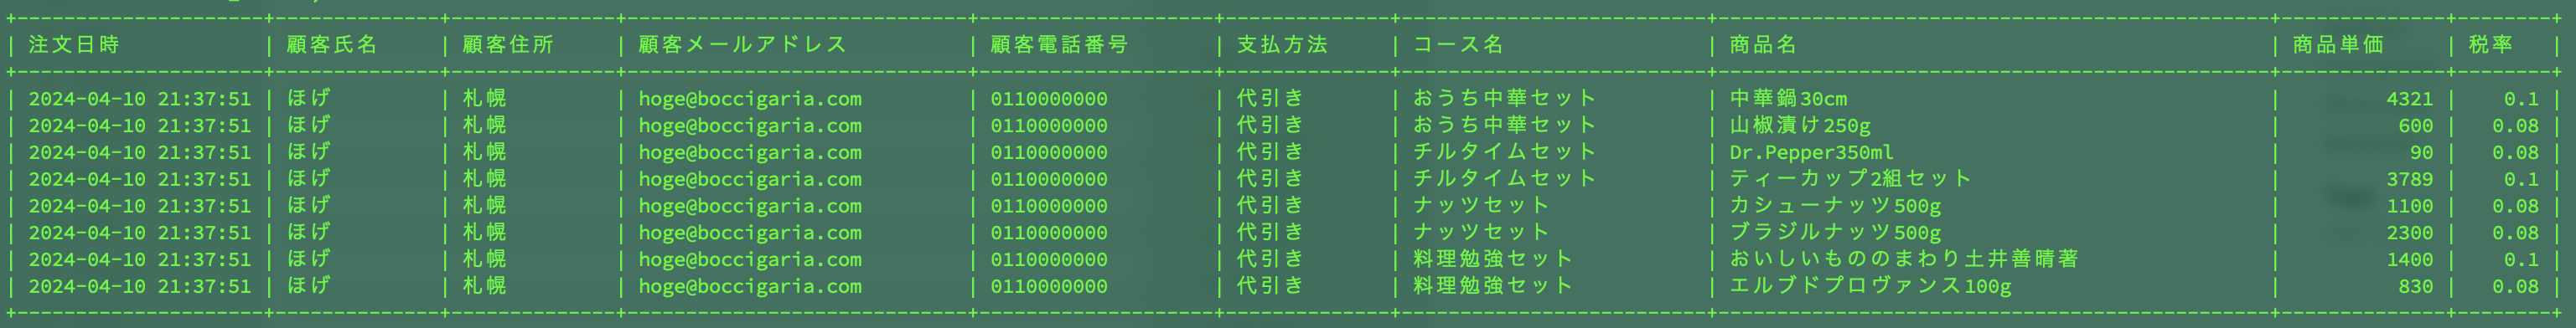 | 注文日時 | 顧客氏名 | 顧客住所 | 顧客メールアドレス | 顧客電話番号 | 支払方法 | コース名 | 商品名 | 商品単価 | 税率 |
| 2024-04-10 21:37:51 | ほげ | 札幌 | hoge@boccigaria.com | 0110000000 | 代引き | おうち中華セット | 中華鍋30cm | 4321 | 0.1 |
| 2024-04-10 21:37:51 | ほげ | 札幌 | hoge@boccigaria.com | 0110000000 | 代引き | おうち中華セット | 山椒漬け250g | 600 | 0.08 |
| 2024-04-10 21:37:51 | ほげ | 札幌 | hoge@boccigaria.com | 0110000000 | 代引き | チルタイムセット | Dr.Pepper350ml | 90 | 0.08 |
| 2024-04-10 21:37:51 | ほげ | 札幌 | hoge@boccigaria.com | 0110000000 | 代引き | チルタイムセット | ティーカップ2組セット | 3789 | 0.1 |
| 2024-04-10 21:37:51 | ほげ | 札幌 | hoge@boccigaria.com | 0110000000 | 代引き | ナッツセット | カシューナッツ500g | 1100 | 0.08 |
| 2024-04-10 21:37:51 | ほげ | 札幌 | hoge@boccigaria.com | 0110000000 | 代引き | ナッツセット | ブラジルナッツ500g | 2300 | 0.08 |
| 2024-04-10 21:37:51 | ほげ | 札幌 | hoge@boccigaria.com | 0110000000 | 代引き | 料理勉強セット | おいしいもののまわり土井善晴著 | 1400 | 0.1 |
| 2024-04-10 21:37:51 | ほげ | 札幌 | hoge@boccigaria.com | 0110000000 | 代引き | 料理勉強セット | エルブドプロヴァンス100g | 830 | 0.08 |